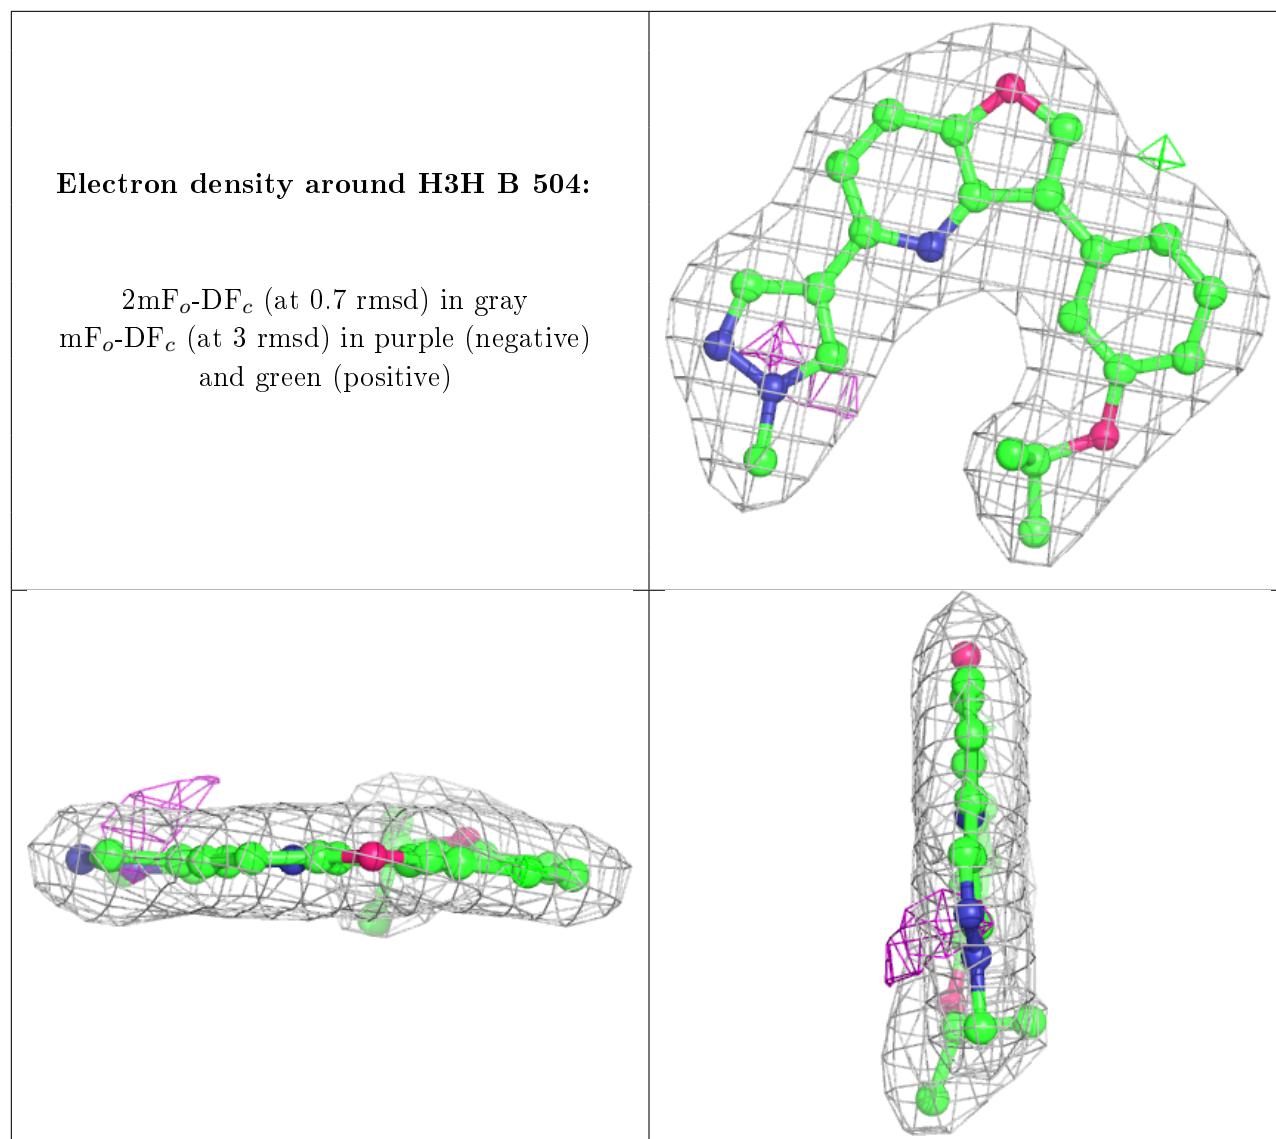 Electron density around H3H B 504:
2mFo-DFc (at 0.7 rmsd) in gray
mFo-DFc (at 3 rmsd) in purple (negative)
and green (positive)